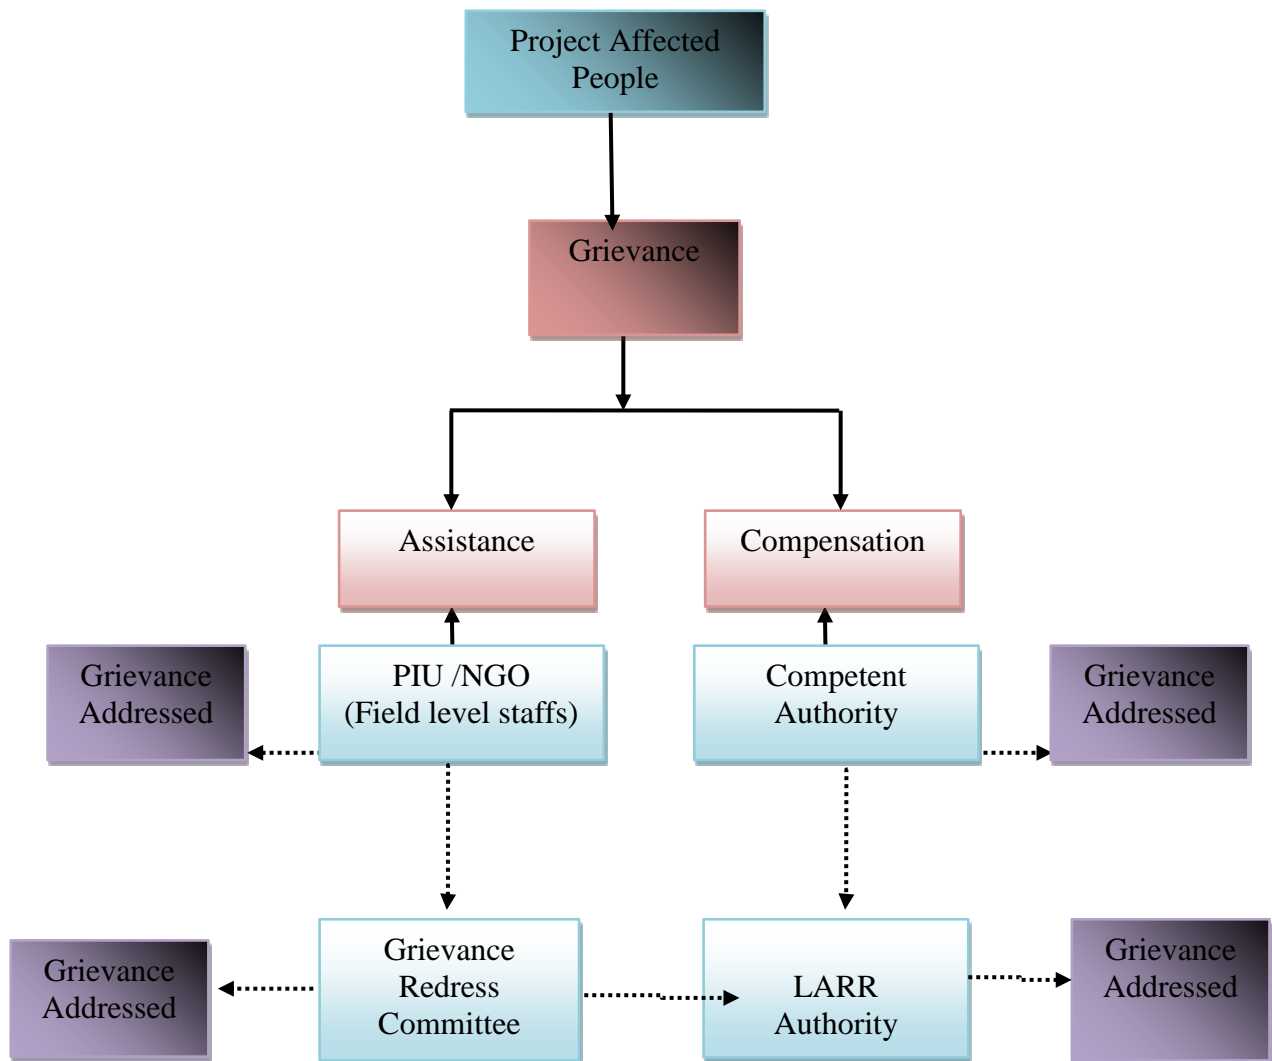 Project Affected
People
Grievance
Assistance
Compensation
Grievance
Addressed
PIU /NGO
(Field level staffs)
Competent
Authority
Grievance
Addressed
Grievance
Addressed
Grievance
Redress
Committee
LARR
Authority
Grievance
Addressed